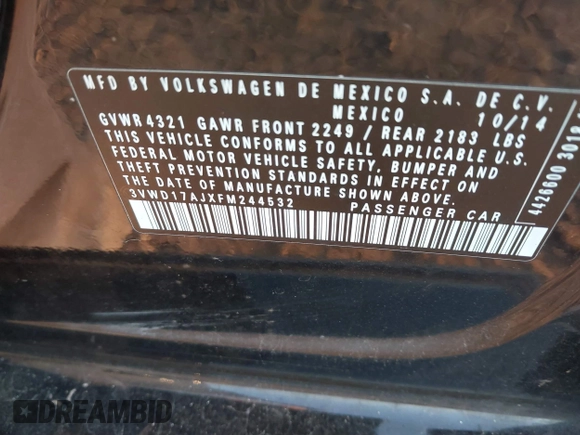 MFD BY VOLKSWAGEN DE MEXICO S.A. DE C.V.
MEXICO 10/14
GVWR 4321 GAWR FRONT 2249 / REAR 2183 LBS
THIS VEHICLE CONFORMS TO ALL APPLICABLE U.S.
FEDERAL MOTOR VEHICLE SAFETY, BUMPER AND
THEFT PREVENTION STANDARDS IN EFFECT ON
THE DATE OF MANUFACTURE SHOWN ABOVE.
3VWD17AJXFM244532 PASSENGER CAR
4428600 3019
DREAMBID